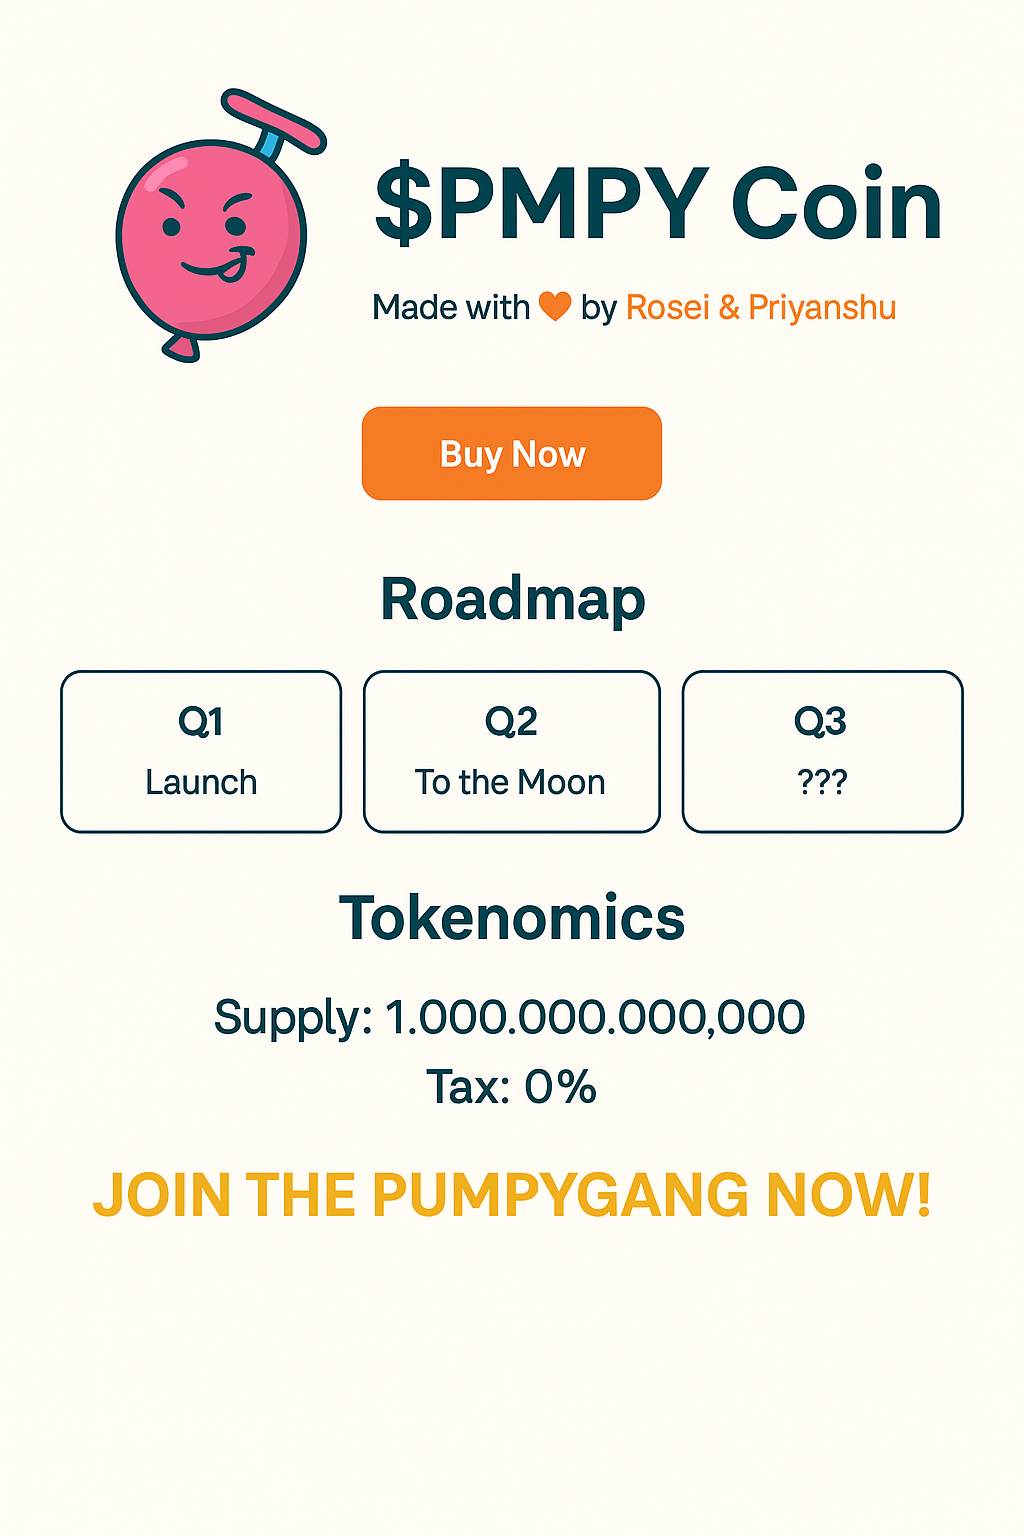 $PMPY Coin
Made with 🧡 by Rosei & Priyanshu
Buy Now
Roadmap
Q1
Launch
Q2
To the Moon
Q3
???
Tokenomics
Supply: 1.000.000.000,000
Tax: 0%
JOIN THE PUMPYGANG NOW!